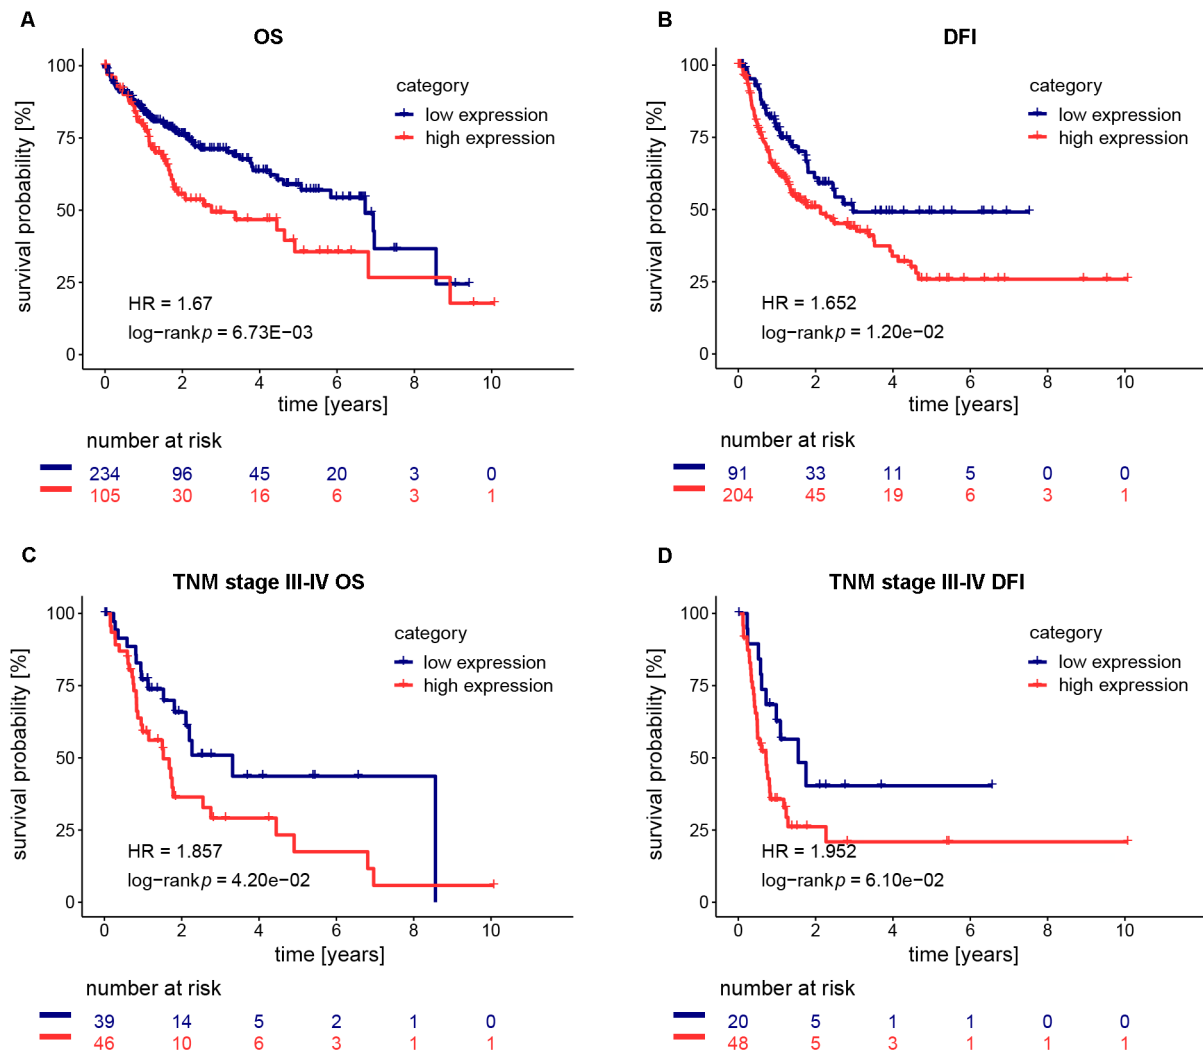 A
OS
survival probability [%]
100
75
50
25
0
category
low expression
high expression
HR = 1.67
log−rank p = 6.73E−03
0 2 4 6 8 10
time [years]
number at risk
234 96 45 20 3 0
105 30 16 6 3 1
B
DFI
survival probability [%]
100
75
50
25
0
category
low expression
high expression
HR = 1.652
log−rank p = 1.20e−02
0 2 4 6 8 10
time [years]
number at risk
91 33 11 5 0 0
204 45 19 6 3 1
C
TNM stage III-IV OS
survival probability [%]
100
75
50
25
0
category
low expression
high expression
HR = 1.857
log−rank p = 4.20e−02
0 2 4 6 8 10
time [years]
number at risk
39 14 5 2 1 0
46 10 6 3 1 1
D
TNM stage III-IV DFI
survival probability [%]
100
75
50
25
0
category
low expression
high expression
HR = 1.952
log−rank p = 6.10e−02
0 2 4 6 8 10
time [years]
number at risk
20 5 1 1 0 0
48 5 3 1 1 1